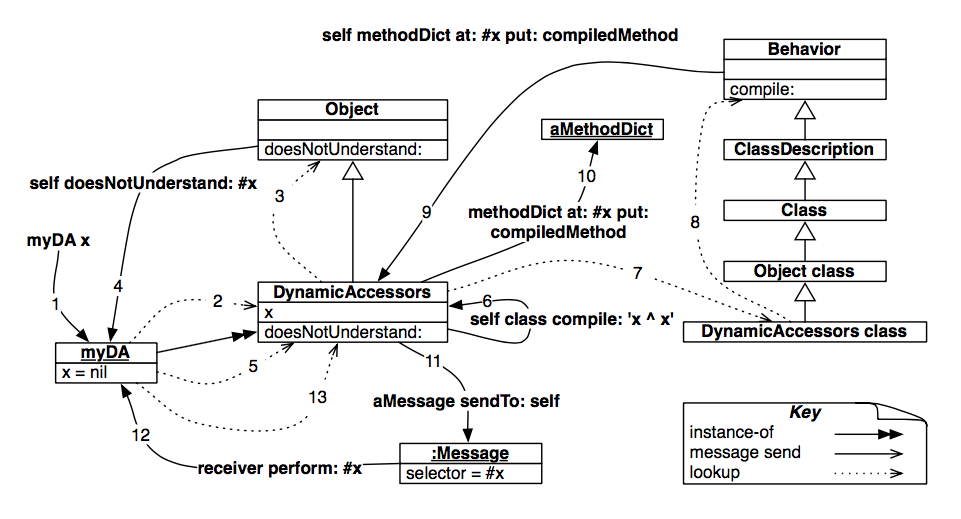 self methodDict at: #x put: compiledMethod
Behavior
compile:
Object
doesNotUnderstand:
aMethodDict
ClassDescription
self doesNotUnderstand: #x
3
10
9
methodDict at: #x put:
compiledMethod
Class
8
myDA x
Object class
7
4
1
2
DynamicAccessors
x
doesNotUnderstand:
6
self class compile: 'x ^ x'
DynamicAccessors class
myDA
x = nil
5
11
13
aMessage sendTo: self
12
receiver perform: #x
:Message
selector = #x
Key
instance-of
message send
lookup